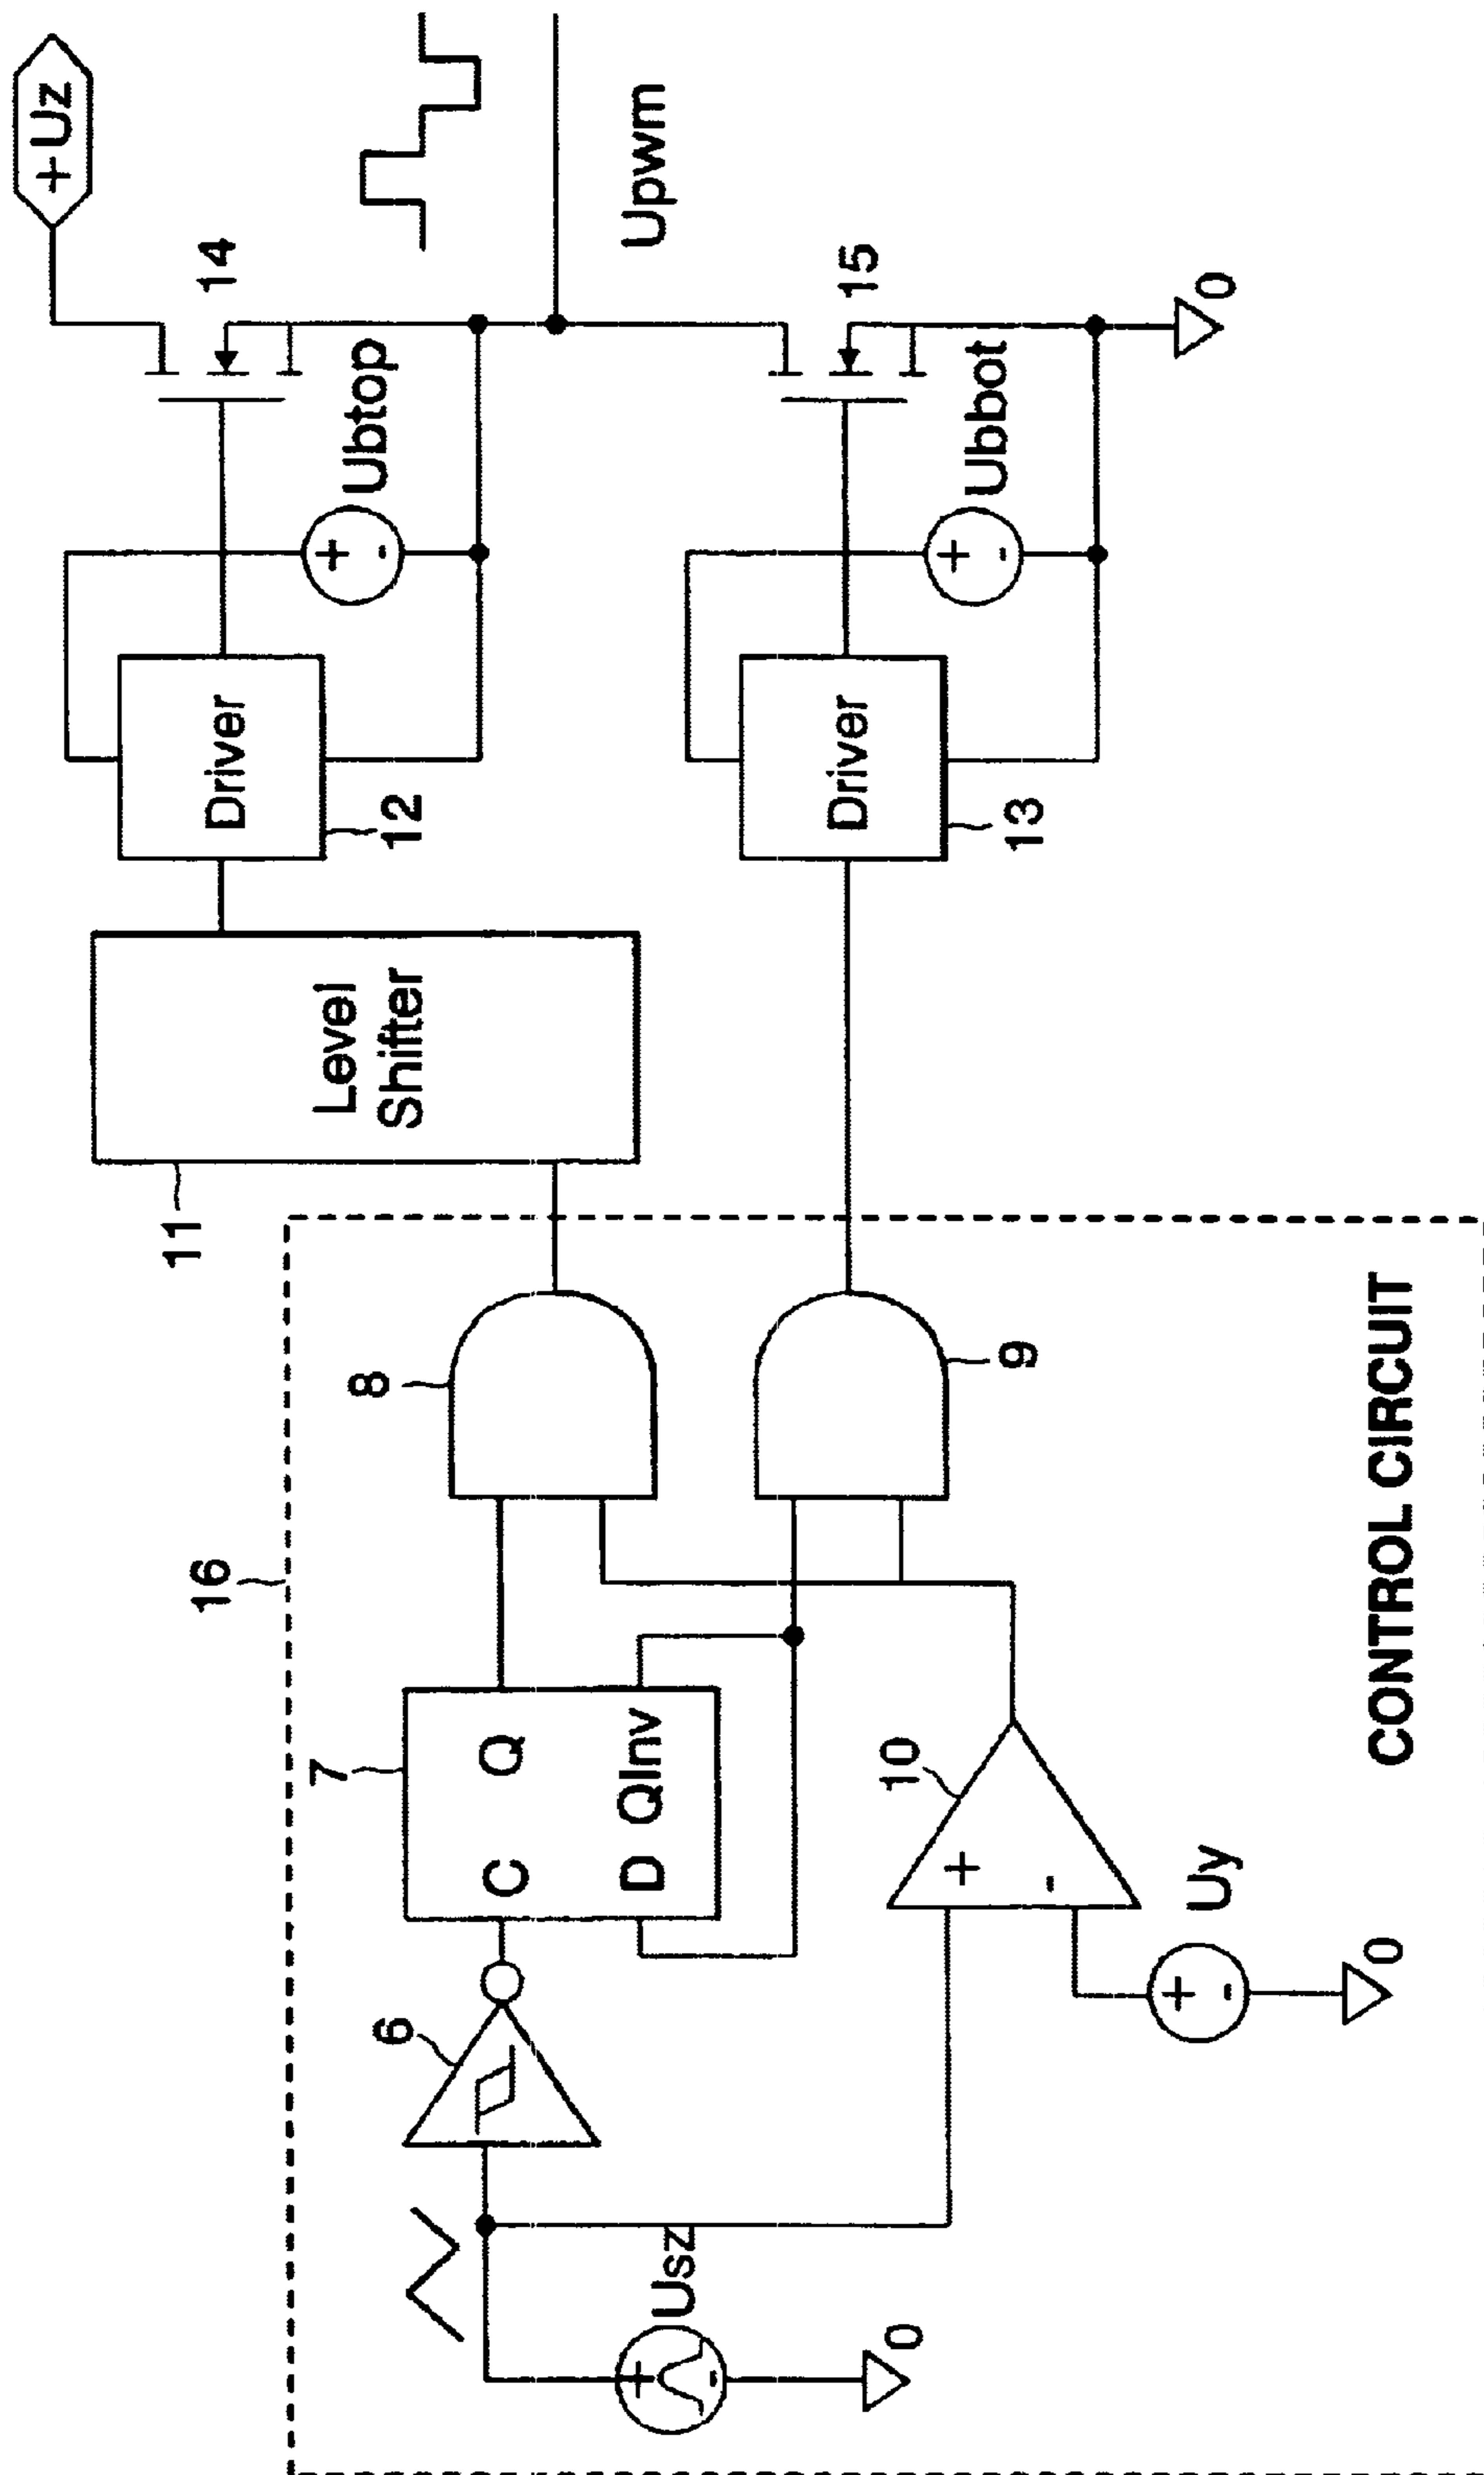 +Uz
14
Ubtop
Driver
12
Level
Shifter
11
Upwm
15
Ubbot
Driver
13
16
8
9
7
C Q
D QInv
6
10
+
-
Usz
+
-
0
Uy
+
-
0
+
-
+
-
0
CONTROL CIRCUIT